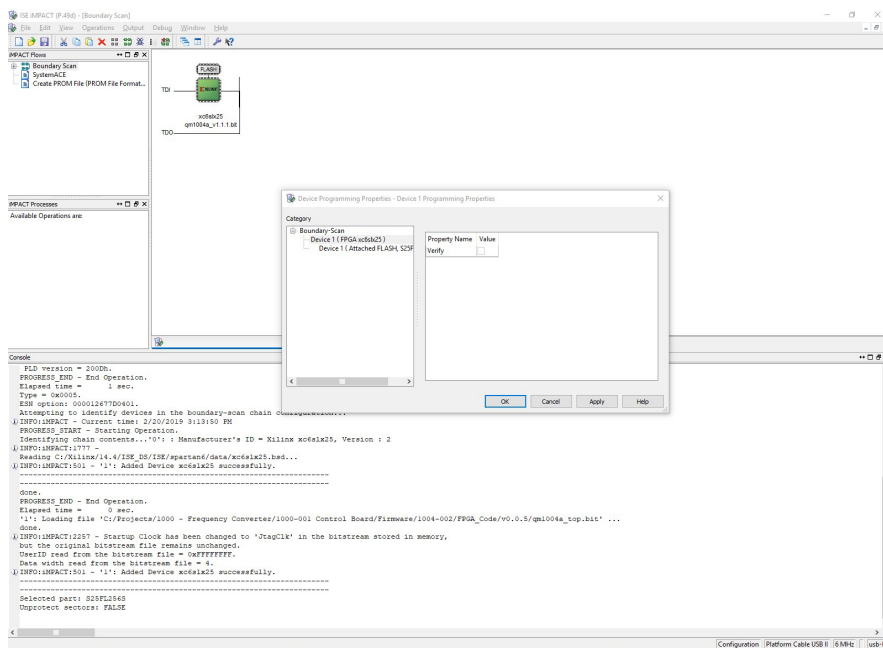 ISE iMPACT (P.49d) - [Boundary Scan]
File Edit View Operations Output Debug Window Help
iMPACT Flows
Boundary Scan
SystemACE
Create PROM File (PROM File Format...
FLASH
TDI
XILINX
xc6slx25
qm1004a_v1.1.1.bit
TDO
iMPACT Processes
Available Operations are:
Device Programming Properties - Device 1 Programming Properties
Category
Boundary-Scan
Device 1 ( FPGA xc6slx25 )
Device 1 ( Attached FLASH, S25F
Property Name Value
Verify
OK Cancel Apply Help
Console
PLD version = 200Dh.
PROGRESS_END - End Operation.
Elapsed time = 1 sec.
Type = 0x0005.
ESN option: 000012677D0401.
Attempting to identify devices in the boundary-scan chain configuration...
INFO:iMPACT - Current time: 2/20/2019 3:13:50 PM
PROGRESS_START - Starting Operation.
Identifying chain contents...'0': : Manufacturer's ID = Xilinx xc6slx25, Version : 2
INFO:iMPACT:1777 -
Reading C:/Xilinx/14.4/ISE_DS/ISE/spartan6/data/xc6slx25.bsd...
INFO:iMPACT:501 - '1': Added Device xc6slx25 successfully.
----------------------------------------------------------------------
----------------------------------------------------------------------
done.
PROGRESS_END - End Operation.
Elapsed time = 0 sec.
'1': Loading file 'C:/Projects/1000 - Frequency Converter/1000-001 Control Board/Firmware/1004-002/FPGA_Code/v0.0.5/qm1004a_top.bit' ...
done.
INFO:iMPACT:2257 - Startup Clock has been changed to 'JtagClk' in the bitstream stored in memory,
but the original bitstream file remains unchanged.
UserID read from the bitstream file = 0xFFFFFFFF.
Data width read from the bitstream file = 4.
INFO:iMPACT:501 - '1': Added Device xc6slx25 successfully.
----------------------------------------------------------------------
----------------------------------------------------------------------
Selected part: S25FL256S
Unprotect sectors: FALSE
Configuration Platform Cable USB II 6 MHz usb-